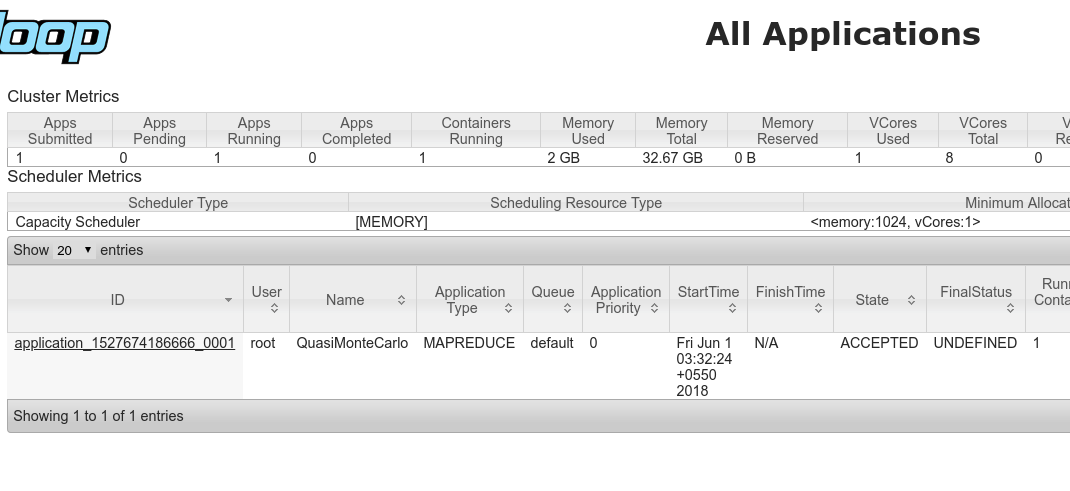 loop
All Applications
Cluster Metrics
Apps Submitted Apps Pending Apps Running Apps Completed Containers Running Memory Used Memory Total Memory Reserved VCores Used VCores Total
1 0 1 0 1 2 GB 32.67 GB 0 B 1 8 0
Scheduler Metrics
Scheduler Type Scheduling Resource Type Minimum Allocat
Capacity Scheduler [MEMORY] <memory:1024, vCores:1>
Show 20 entries
ID User Name Application Type Queue Application Priority StartTime FinishTime State FinalStatus Runn Conta
application_1527674186666_0001 root QuasiMonteCarlo MAPREDUCE default 0 Fri Jun 1 03:32:24 +0550 2018 N/A ACCEPTED UNDEFINED 1
Showing 1 to 1 of 1 entries